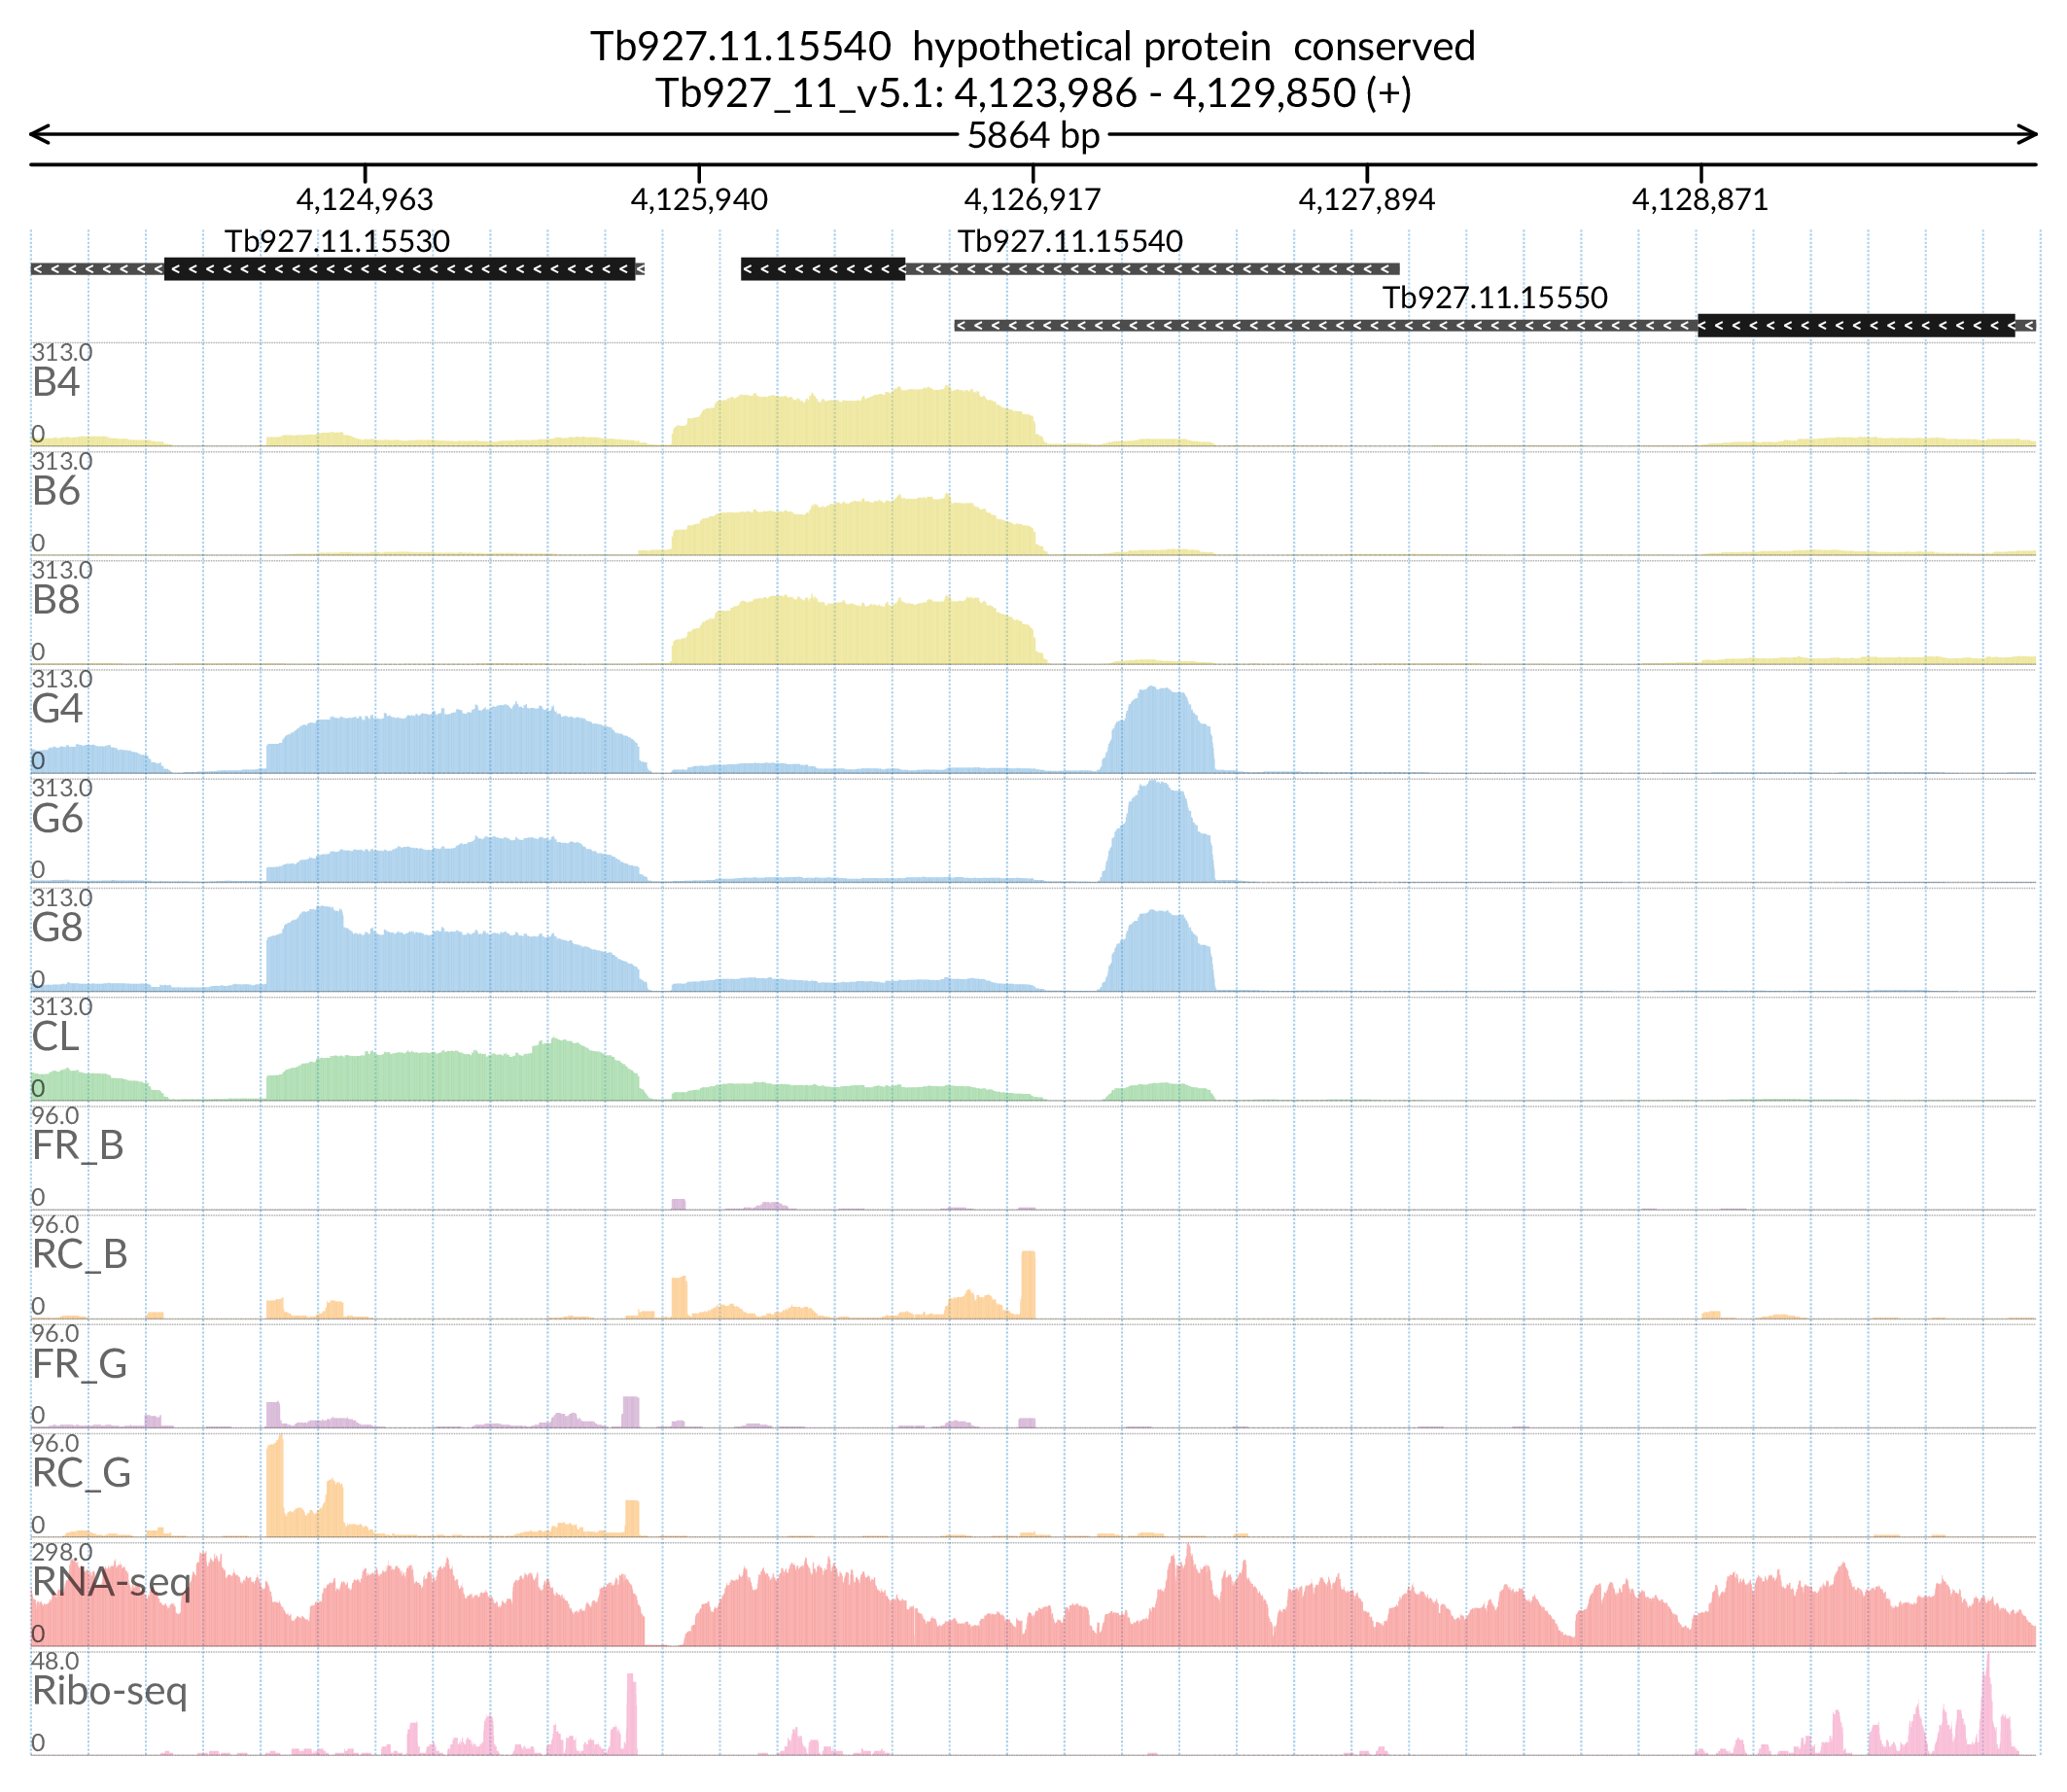 Tb927.11.15540  hypothetical protein  conserved
Tb927_11_v5.1: 4,123,986 - 4,129,850 (+)
5864 bp
4,124,963 4,125,940 4,126,917 4,127,894 4,128,871
Tb927.11.15530 Tb927.11.15540
Tb927.11.15550
313.0
B4
0
313.0
B6
0
313.0
B8
0
313.0
G4
0
313.0
G6
0
313.0
G8
0
313.0
CL
0
96.0
FR_B
0
96.0
RC_B
0
96.0
FR_G
0
96.0
RC_G
0
298.0
RNA-seq
0
48.0
Ribo-seq
0